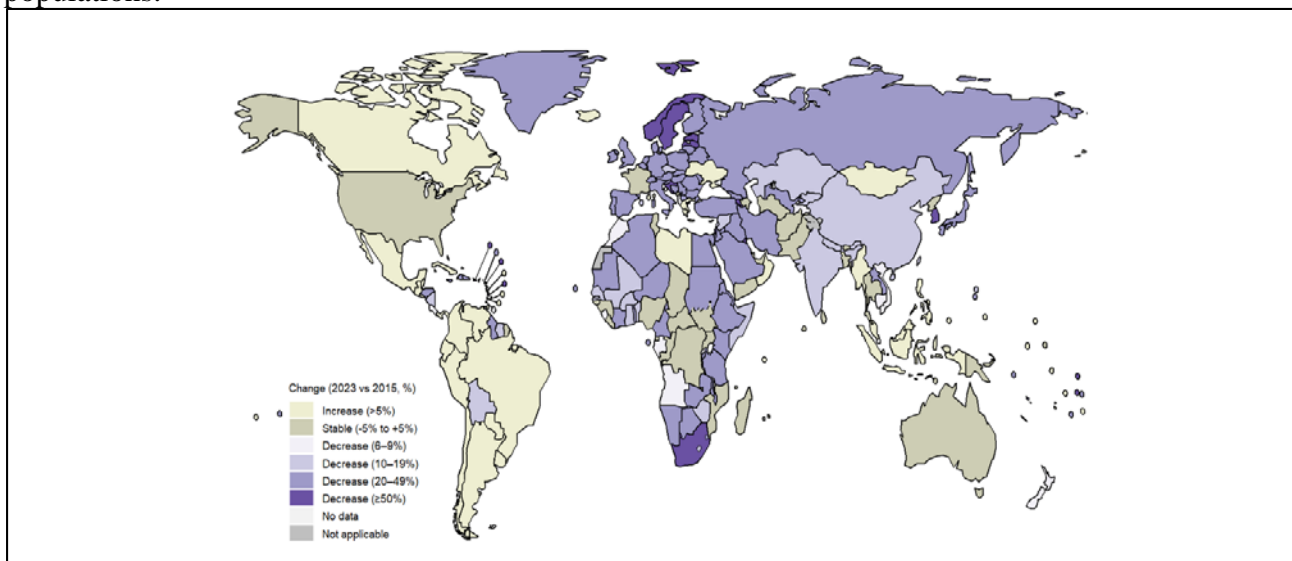 populations.
Change (2023 vs 2015, %)
Increase (>5%)
Stable (-5% to +5%)
Decrease (6–9%)
Decrease (10–19%)
Decrease (20–49%)
Decrease (≥50%)
No data
Not applicable